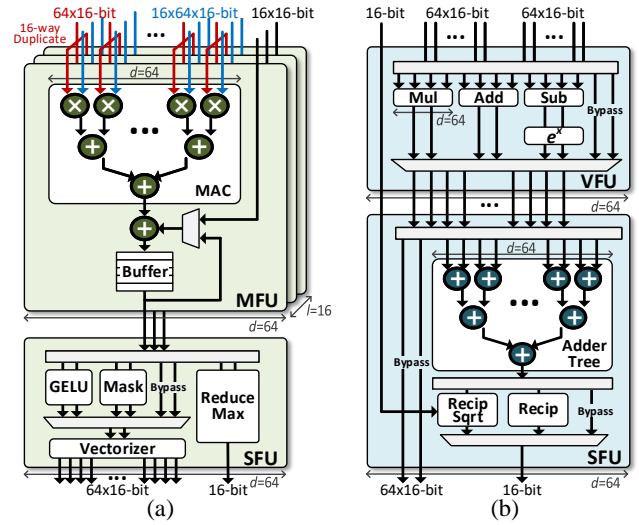 64x16-bit
16x64x16-bit
16x16-bit
16-way
Duplicate
...
d=64
× × × ×
+ ... +
+
MAC
+
Buffer
MFU
l=16
d=64
GELU
Mask
Bypass
Reduce
Max
Vectorizer
SFU
...
64x16-bit
16-bit
d=64
(a)
16-bit
64x16-bit
64x16-bit
... ...
Mul
Add
Sub
Bypass
d=64
e^x
VFU
...
d=64
d=64
+ + + +
+ ... +
+
Adder
Tree
Bypass
Recip
Sqrt
Recip
Bypass
SFU
64x16-bit
16-bit
d=64
(b)